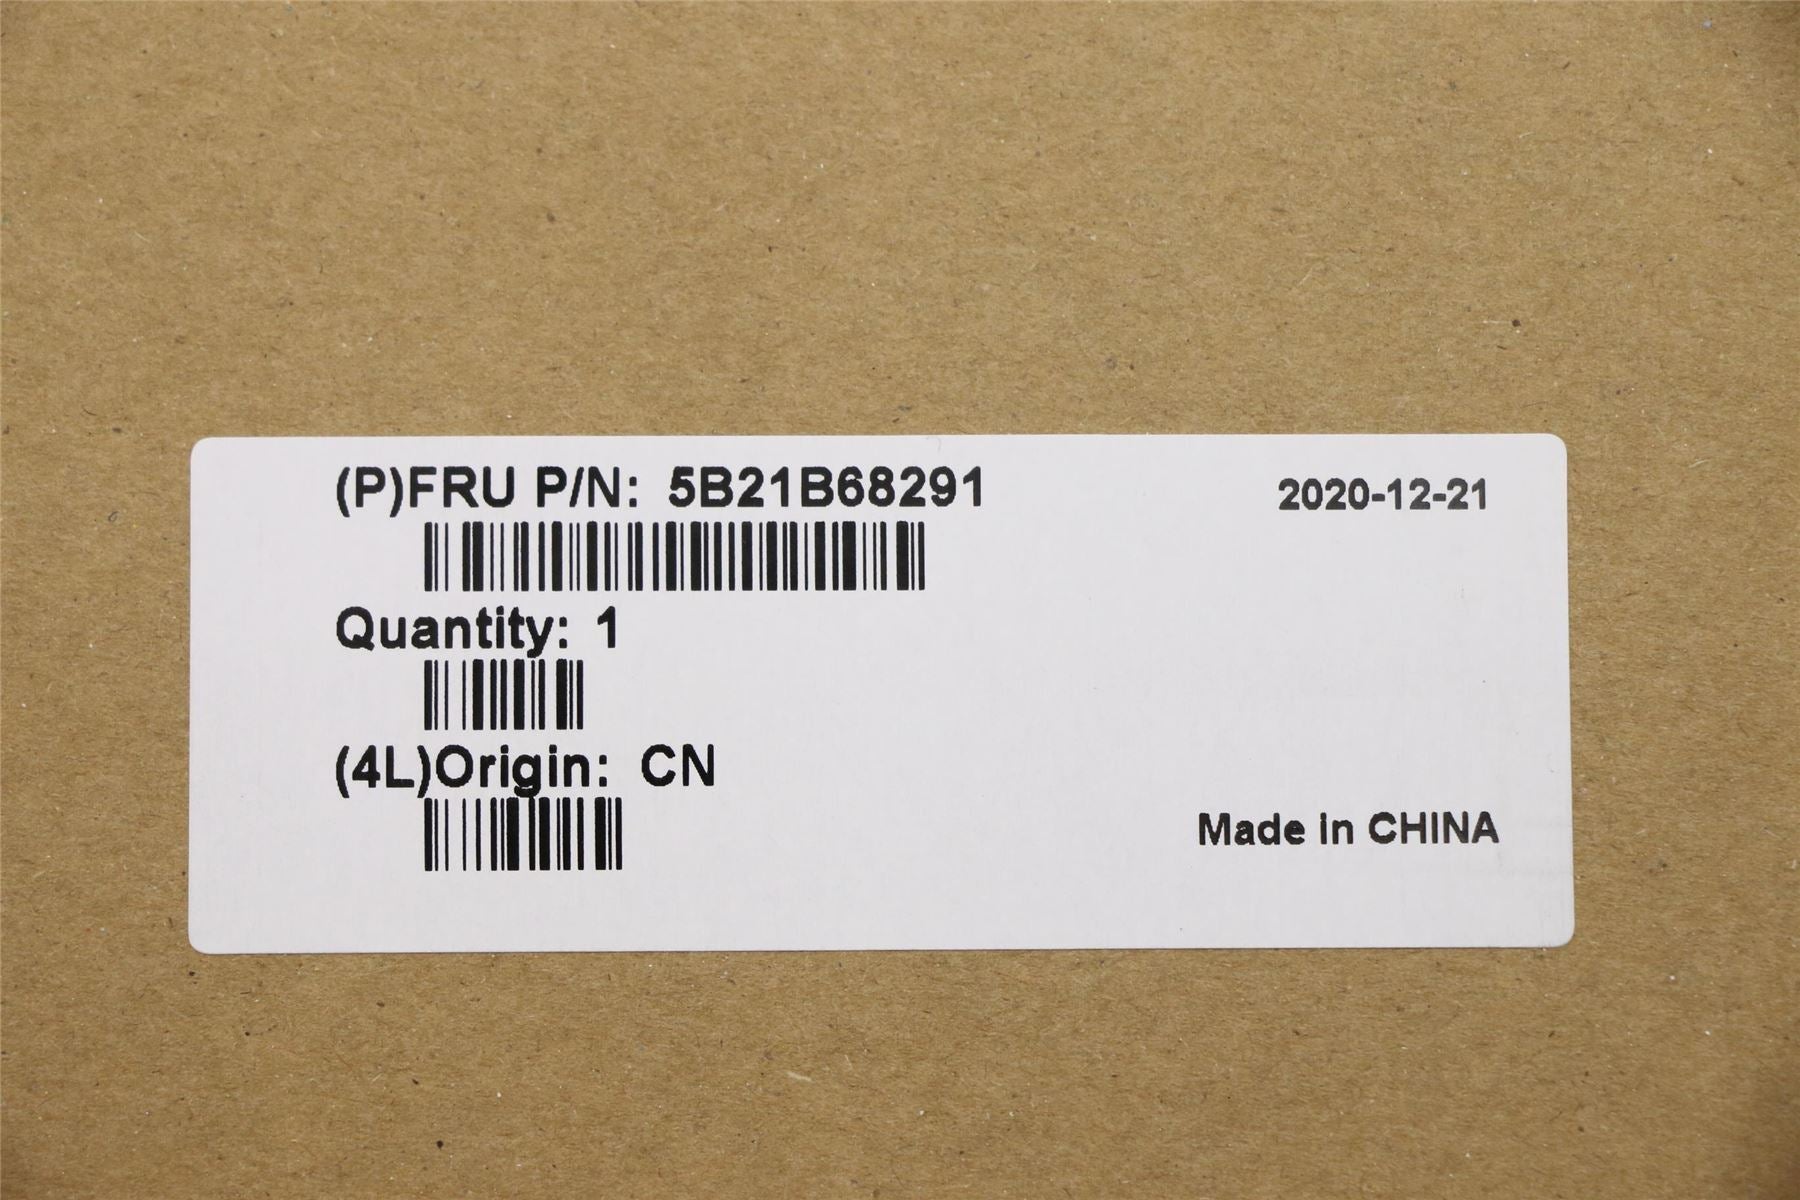 (P)FRU P/N: 5B21B68291
2020-12-21
Quantity: 1
(4L)Origin: CN
Made in CHINA